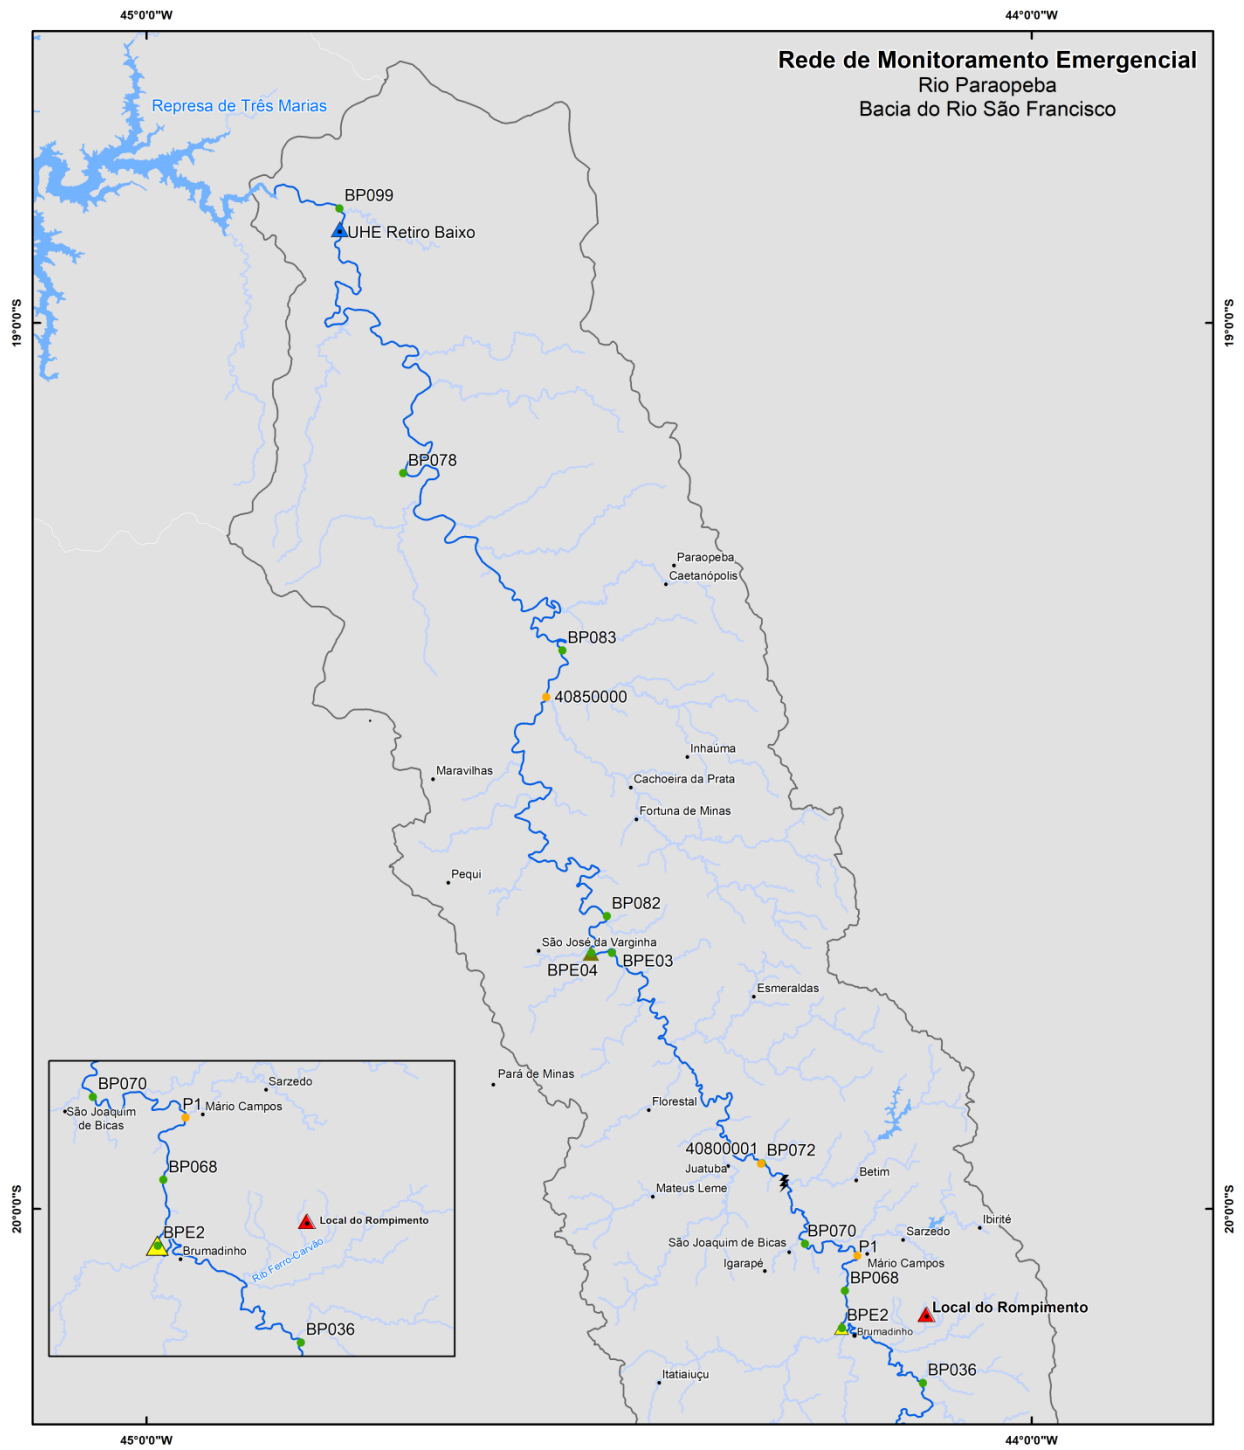 45°0'0"W
44°0'0"W
Rede de Monitoramento Emergencial
Rio Paraopeba
Bacia do Rio São Francisco
Represa de Três Marias
BP099
UHE Retiro Baixo
19°0'0"S
19°0'0"S
BP078
Paraopeba
Caetanópolis
BP083
40850000
Inhaúma
Maravilhas
Cachoeira da Prata
Fortuna de Minas
Pequi
BP082
São José da Varginha
BPE03
BPE04
Esmeraldas
Pará de Minas
Florestal
40800001
BP072
Juatuba
Betim
Mateus Leme
20°0'0"S
20°0'0"S
Ibirité
BP070
Sarzedo
São Joaquim de Bicas
P1
Igarapé
Mário Campos
BP068
Local do Rompimento
BPE2
Brumadinho
BP036
Itatiaiuçu
BP070
Sarzedo
P1
Mário Campos
São Joaquim
de Bicas
BP068
Local do Rompimento
BPE2
Brumadinho
Rib Ferro-Carvão
BP036
45°0'0"W
44°0'0"W